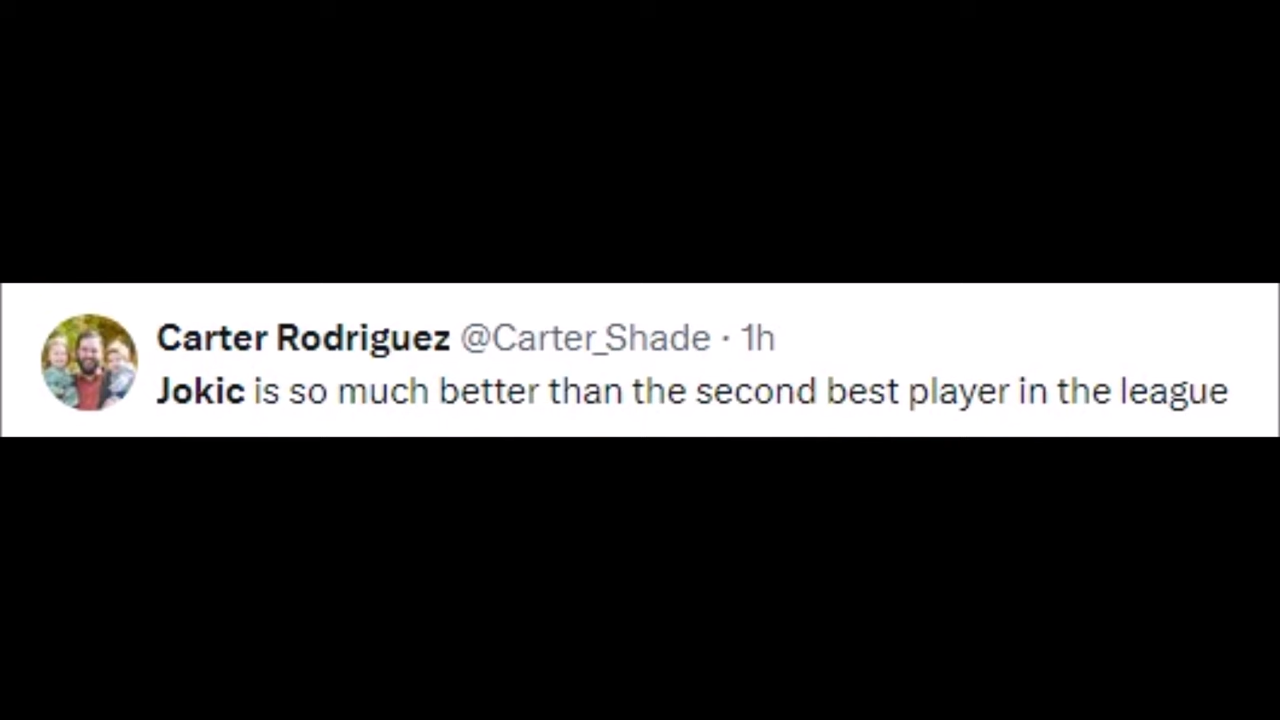 Carter Rodriguez @Carter_Shade · 1h
Jokic is so much better than the second best player in the league